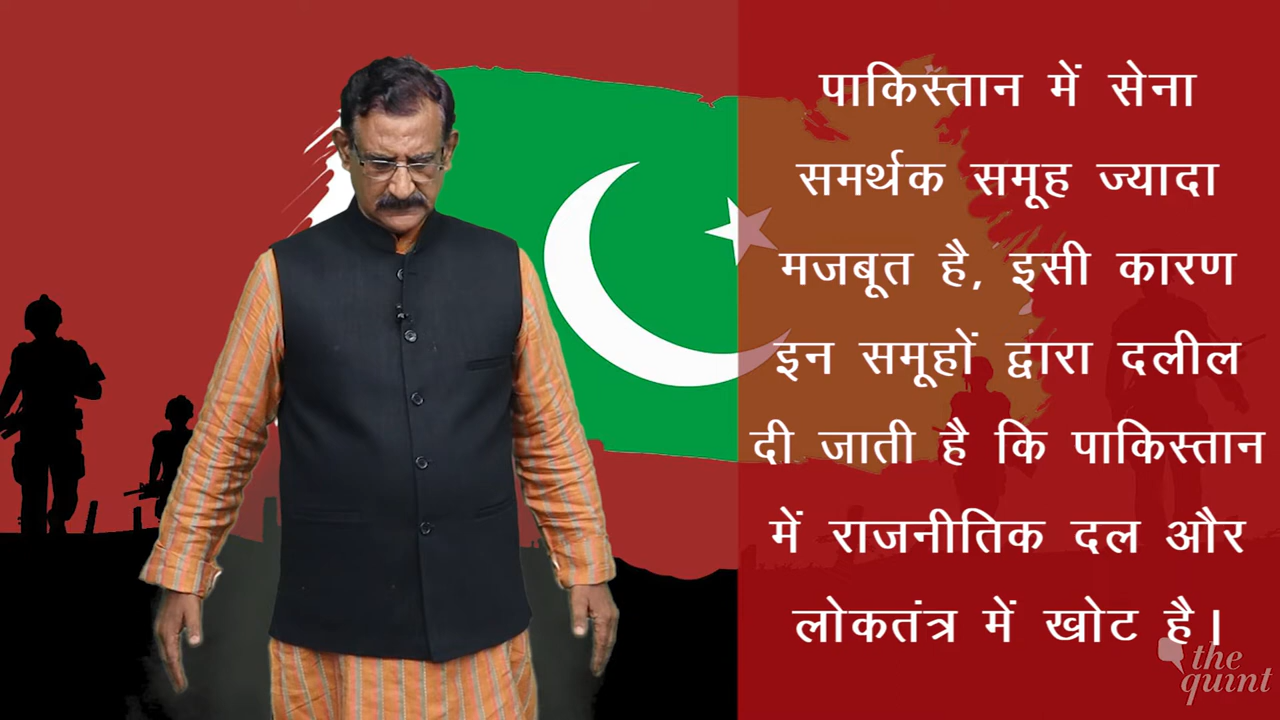 पाकिस्तान में सेना
समर्थक समूह ज्यादा
मजबूत है, इसी कारण
इन समूहों द्वारा दलील
दी जाती है कि पाकिस्तान
में राजनीतिक दल और
लोकतंत्र में खोट है।
the
quint